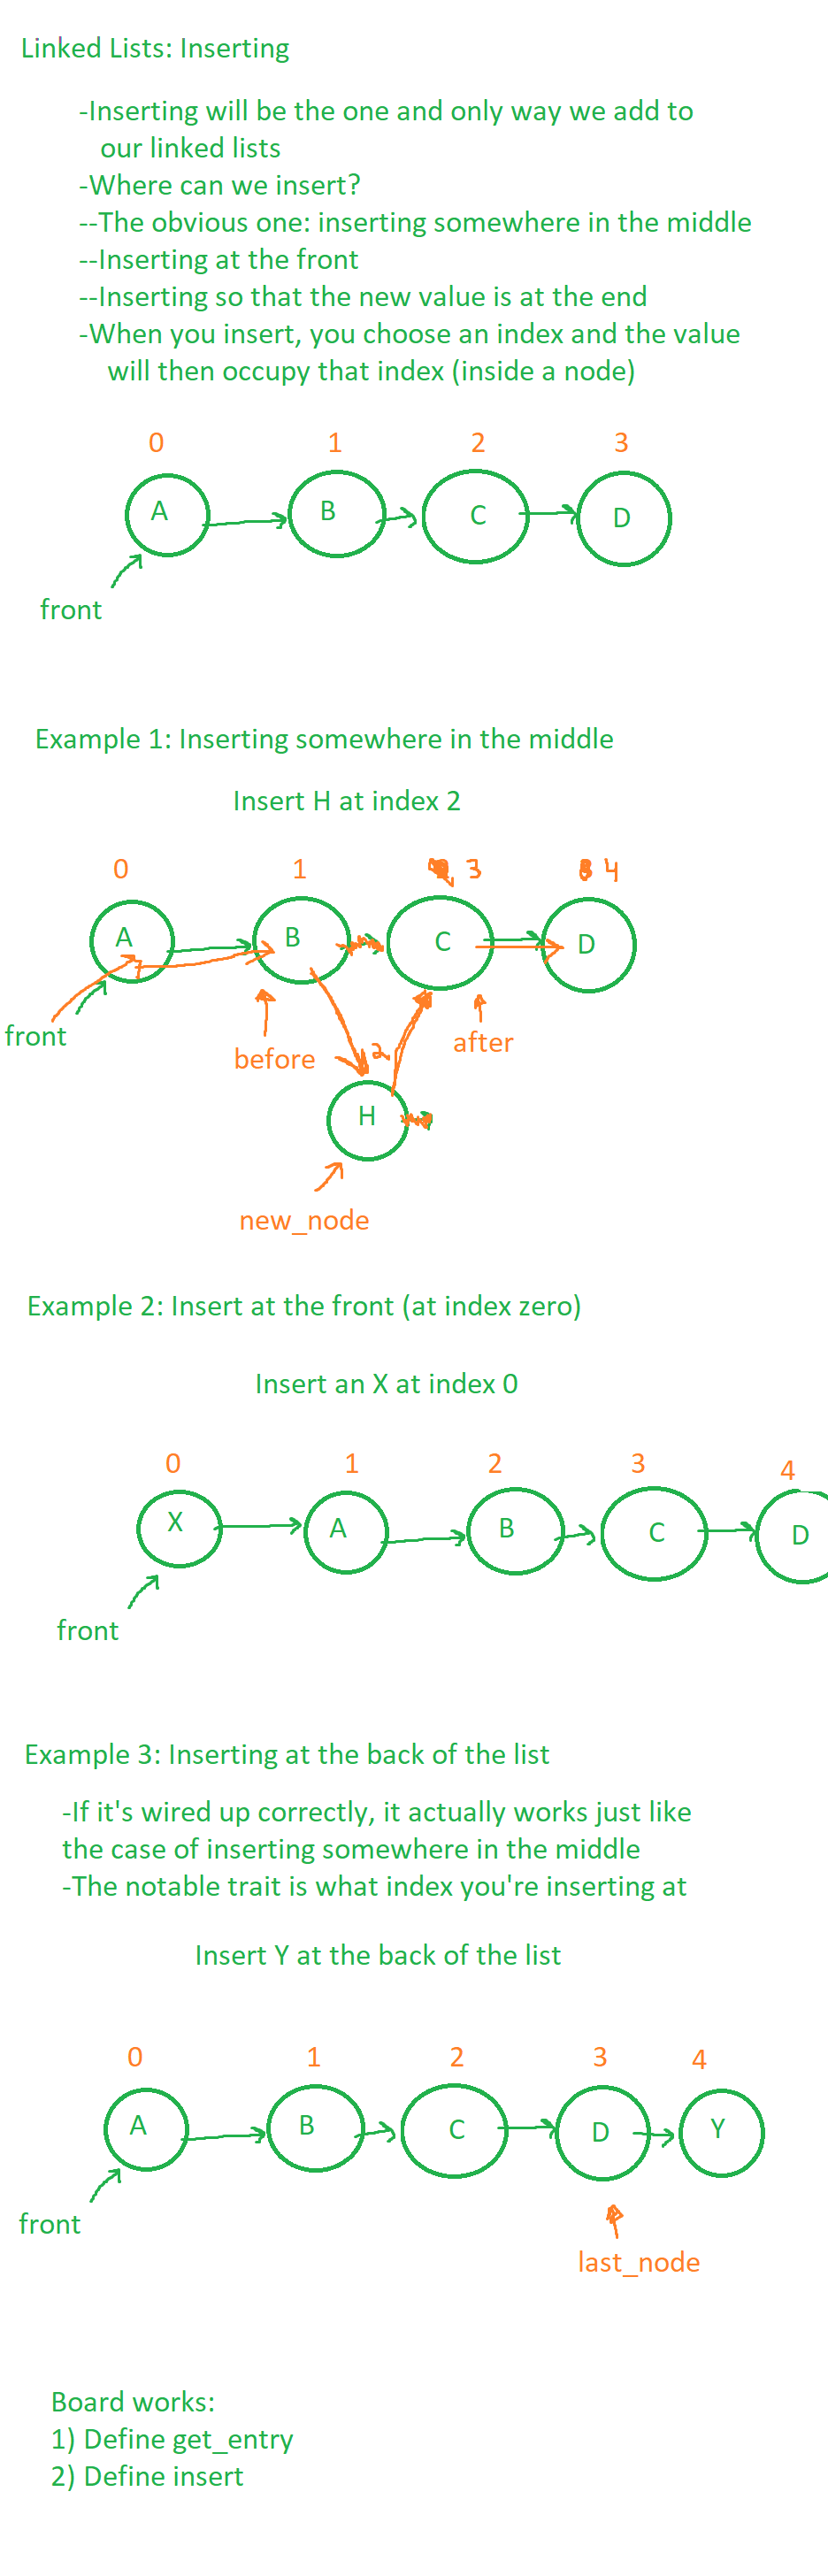 Linked Lists: Inserting
-Inserting will be the one and only way we add to
our linked lists
-Where can we insert?
--The obvious one: inserting somewhere in the middle
--Inserting at the front
--Inserting so that the new value is at the end
-When you insert, you choose an index and the value
will then occupy that index (inside a node)
0 1 2 3
A B C D
front
Example 1: Inserting somewhere in the middle
Insert H at index 2
0 1 3 4
A B C D
front
before
2
after
H
new_node
Example 2: Insert at the front (at index zero)
Insert an X at index 0
0 1 2 3 4
X A B C D
front
Example 3: Inserting at the back of the list
-If it's wired up correctly, it actually works just like
the case of inserting somewhere in the middle
-The notable trait is what index you're inserting at
Insert Y at the back of the list
0 1 2 3 4
A B C D Y
front
last_node
Board works:
1) Define get_entry
2) Define insert